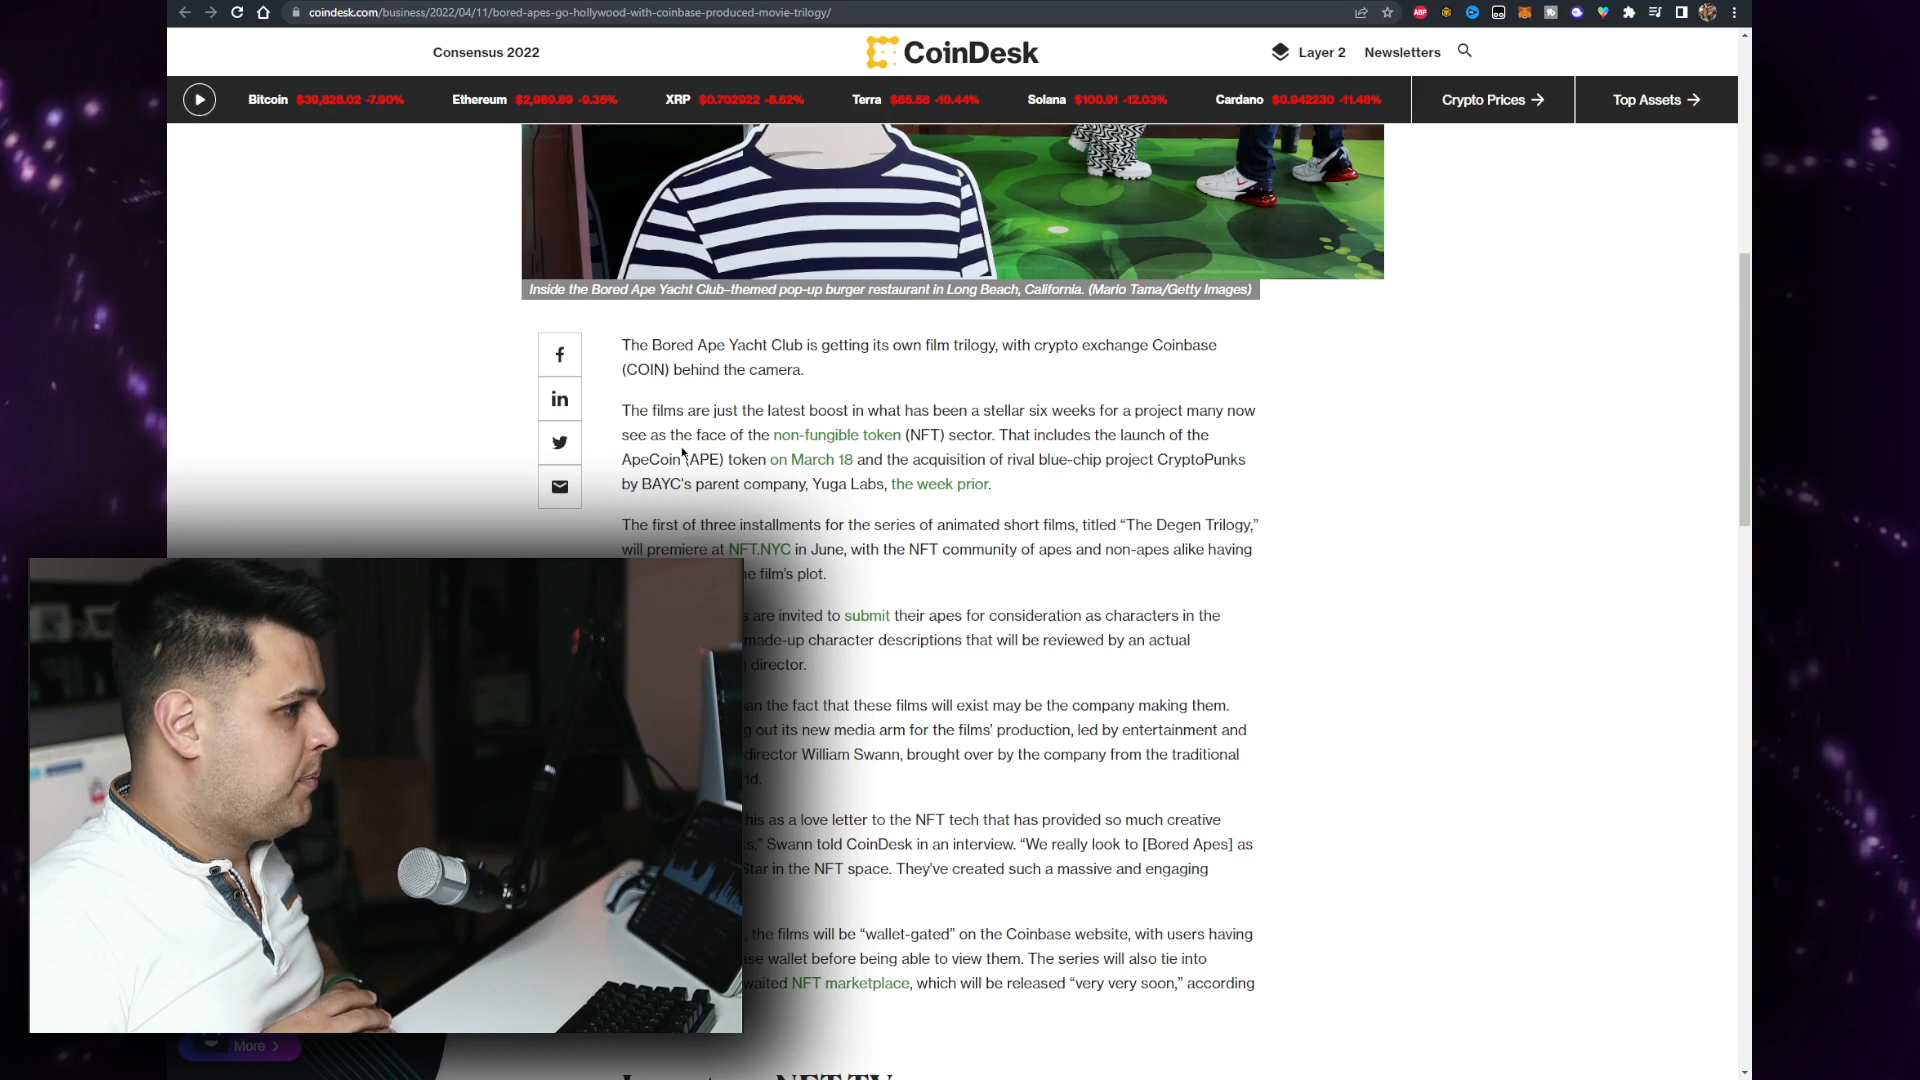 coindesk.com/business/2022/04/11/bored-apes-go-hollywood-with-coinbase-produced-movie-trilogy/
ABP
Consensus 2022
CoinDesk
Layer 2
Newsletters
Bitcoin $39,828.02 -7.90%
Ethereum $2,989.89 -9.35%
XRP $0.702922 -8.62%
Terra $85.58 -10.44%
Solana $100.91 -12.03%
Cardano $0.942230 -11.48%
Crypto Prices →
Top Assets →
Inside the Bored Ape Yacht Club–themed pop-up burger restaurant in Long Beach, California. (Mario Tama/Getty Images)
The Bored Ape Yacht Club is getting its own film trilogy, with crypto exchange Coinbase
(COIN) behind the camera.
The films are just the latest boost in what has been a stellar six weeks for a project many now
see as the face of the non-fungible token (NFT) sector. That includes the launch of the
ApeCoin (APE) token on March 18 and the acquisition of rival blue-chip project CryptoPunks
by BAYC's parent company, Yuga Labs, the week prior.
The first of three installments for the series of animated short films, titled “The Degen Trilogy,”
will premiere at NFT.NYC in June, with the NFT community of apes and non-apes alike having
film’s plot.
are invited to submit their apes for consideration as characters in the
made-up character descriptions that will be reviewed by an actual
director.
the fact that these films will exist may be the company making them.
out its new media arm for the films’ production, led by entertainment and
director William Swann, brought over by the company from the traditional
this as a love letter to the NFT tech that has provided so much creative
Swann told CoinDesk in an interview. “We really look to [Bored Apes] as
Star in the NFT space. They’ve created such a massive and engaging
the films will be “wallet-gated” on the Coinbase website, with users having
wallet before being able to view them. The series will also tie into
NFT marketplace, which will be released “very very soon,” according
More >
NFT TV